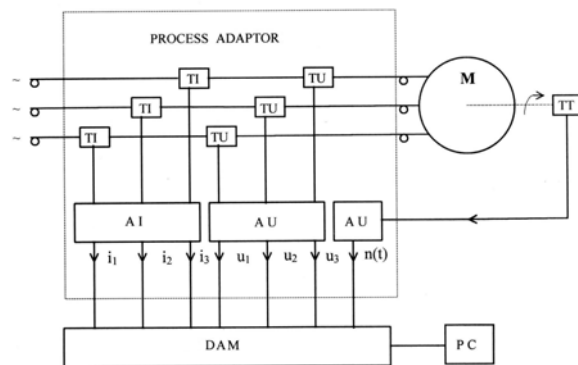 PROCESS ADAPTOR
~ TI TU M
~ TI TU TT
~ TI TU
A I A U A U
i1 i2 i3 u1 u2 u3 n(t)
DAM P C